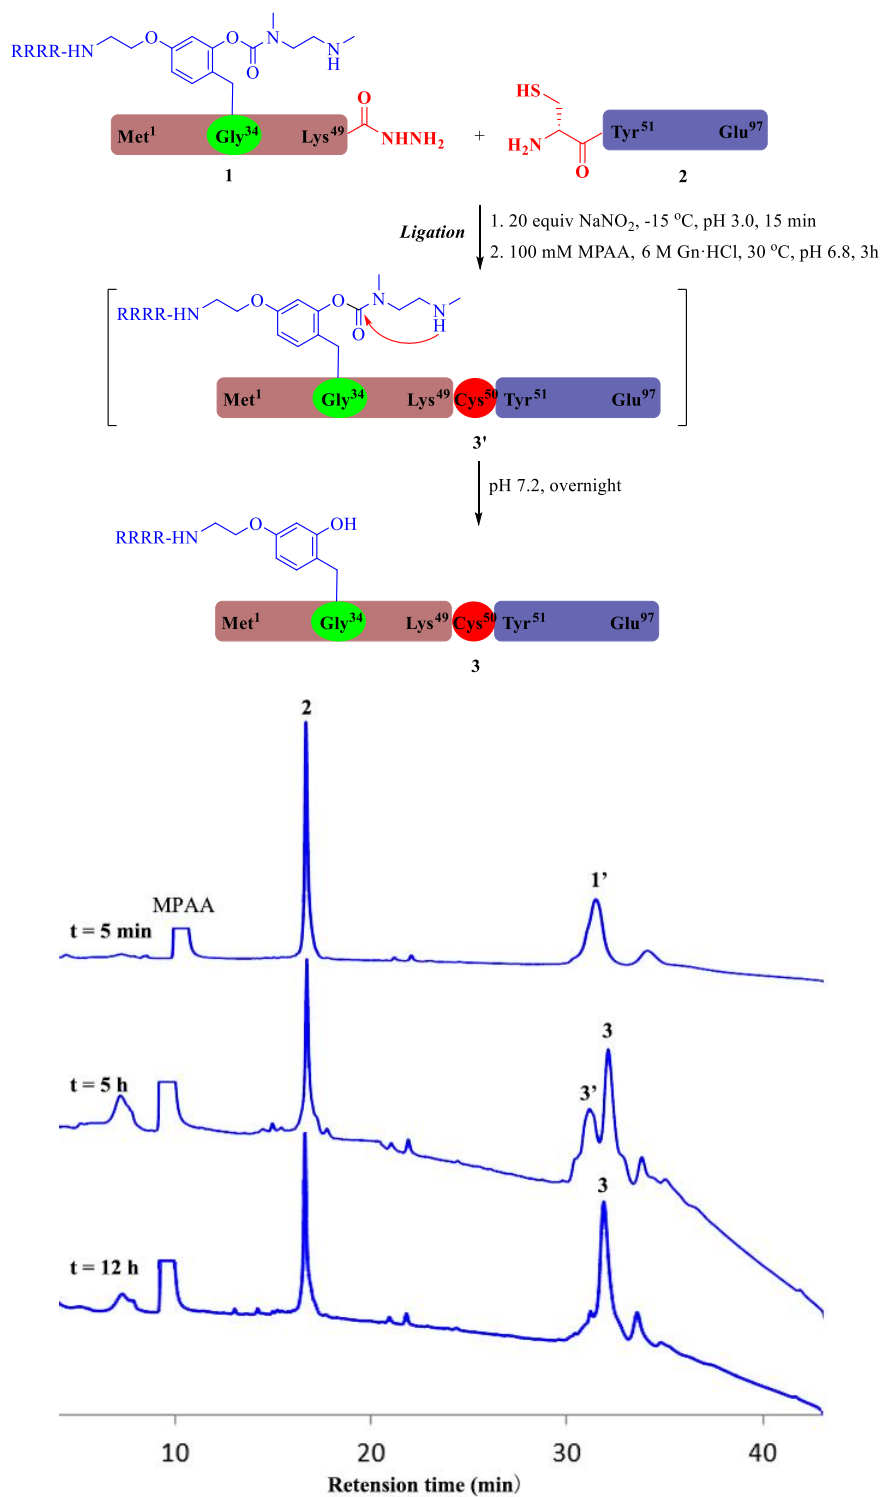 RRRR-HN
O
O
N
N
H
O
Met¹
Gly³⁴
Lys⁴⁹
O
NHNH₂
1
+
HS
H₂N
O
Tyr⁵¹
Glu⁹⁷
2
Ligation
1. 20 equiv NaNO₂, -15 °C, pH 3.0, 15 min
2. 100 mM MPAA, 6 M Gn·HCl, 30 °C, pH 6.8, 3h
RRRR-HN
O
O
N
N
H
O
Met¹
Gly³⁴
Lys⁴⁹
Cys⁵⁰
Tyr⁵¹
Glu⁹⁷
3'
pH 7.2, overnight
RRRR-HN
O
OH
Met¹
Gly³⁴
Lys⁴⁹
Cys⁵⁰
Tyr⁵¹
Glu⁹⁷
3
2
MPAA
1’
t = 5 min
3
3’
t = 5 h
3
t = 12 h
10 20 30 40
Retension time (min)